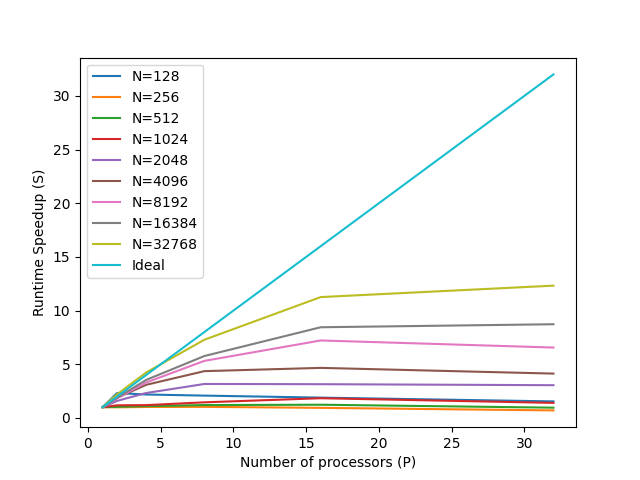 N=128
N=256
N=512
N=1024
N=2048
N=4096
N=8192
N=16384
N=32768
Ideal
Runtime Speedup (S)
30
25
20
15
10
5
0
0 5 10 15 20 25 30
Number of processors (P)